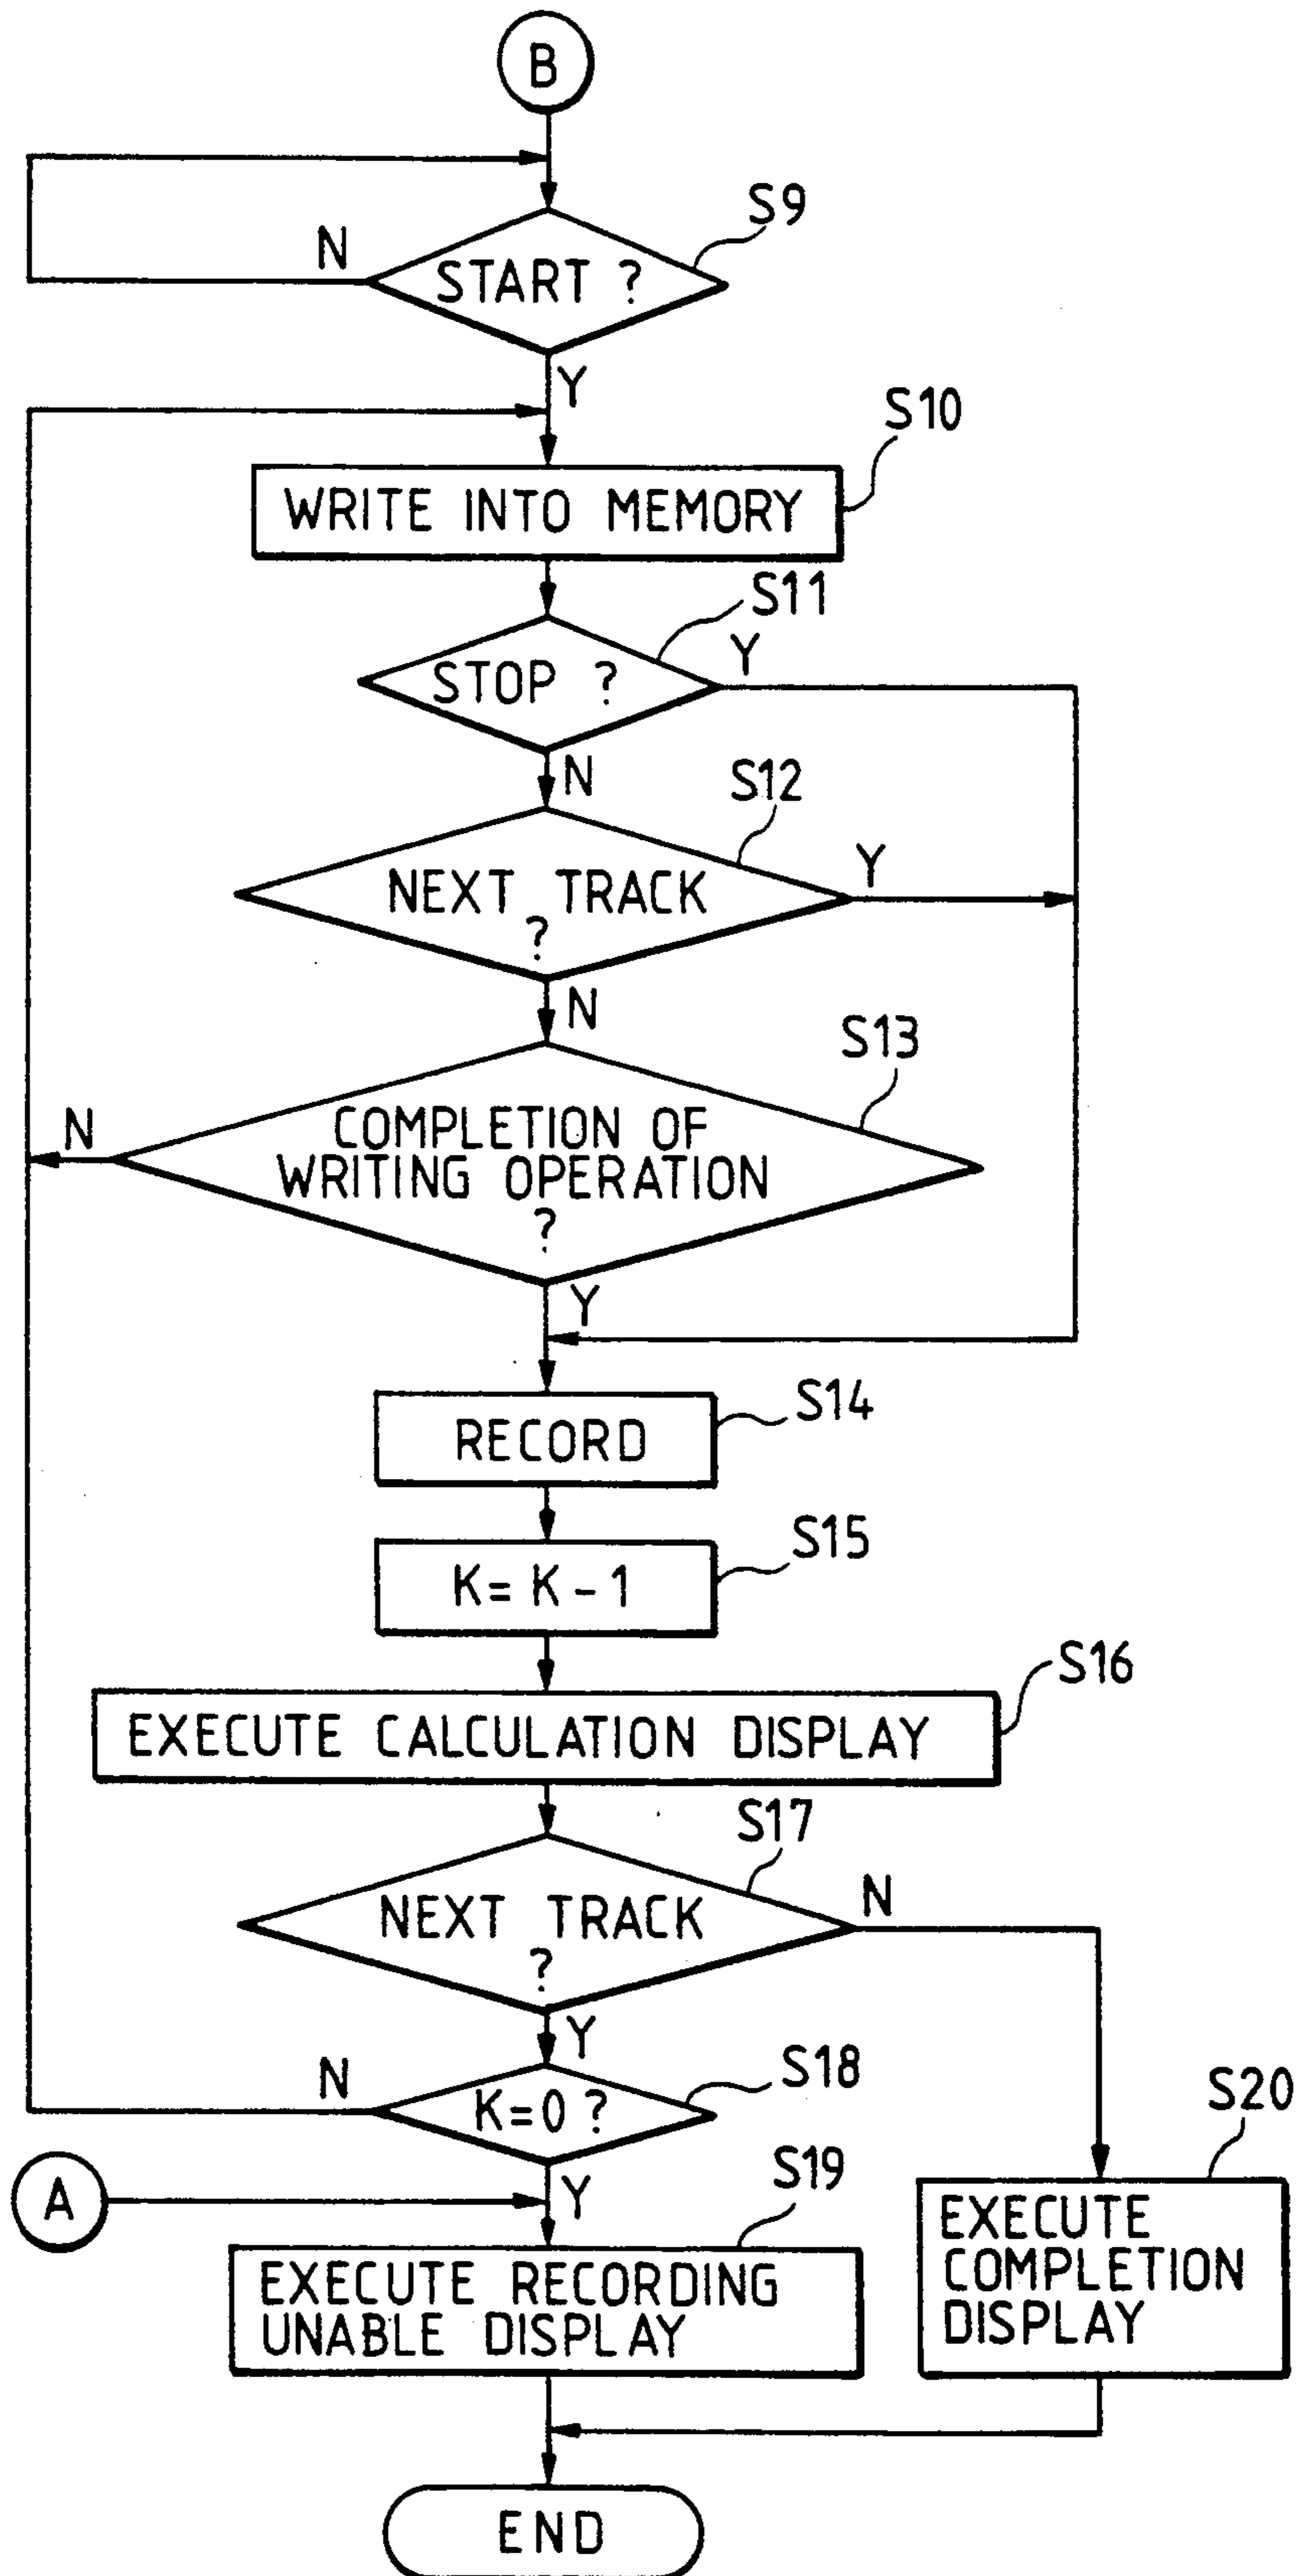 B
S9
N
START ?
Y
S10
WRITE INTO MEMORY
S11
Y
STOP ?
N
S12
Y
NEXT TRACK
?
N
S13
N
COMPLETION OF
WRITING OPERATION
?
Y
S14
RECORD
S15
K= K-1
S16
EXECUTE CALCULATION DISPLAY
S17
N
NEXT TRACK
?
Y
N
S18
K=0 ?
S20
A
Y
S19
EXECUTE RECORDING
UNABLE DISPLAY
EXECUTE
COMPLETION
DISPLAY
END